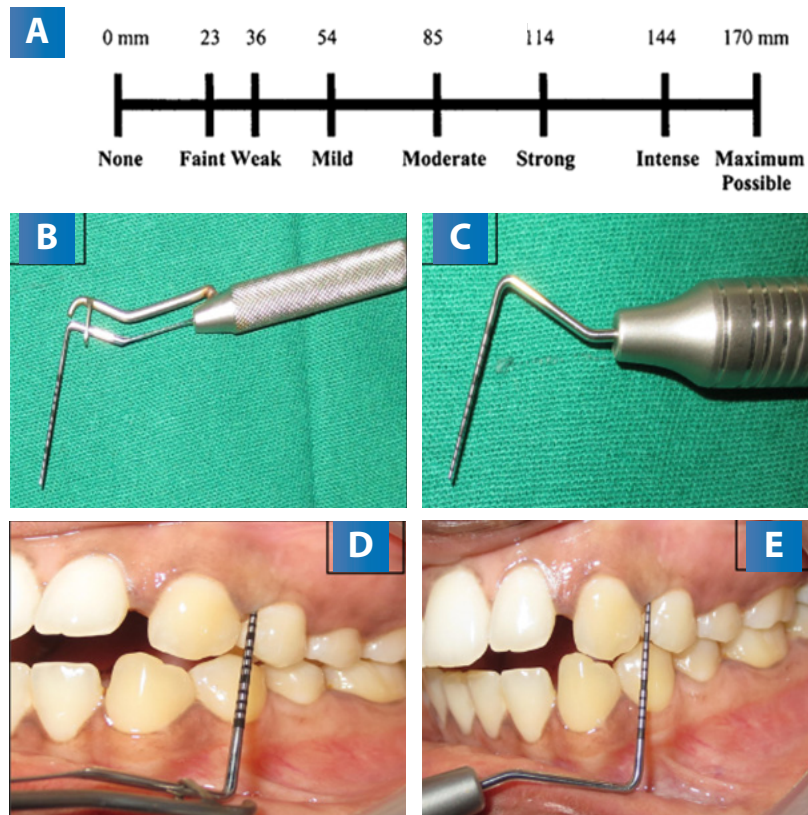 A
0 mm 23 36 54 85 114 144 170 mm
None Faint Weak Mild Moderate Strong Intense Maximum
Possible
B
C
D
E